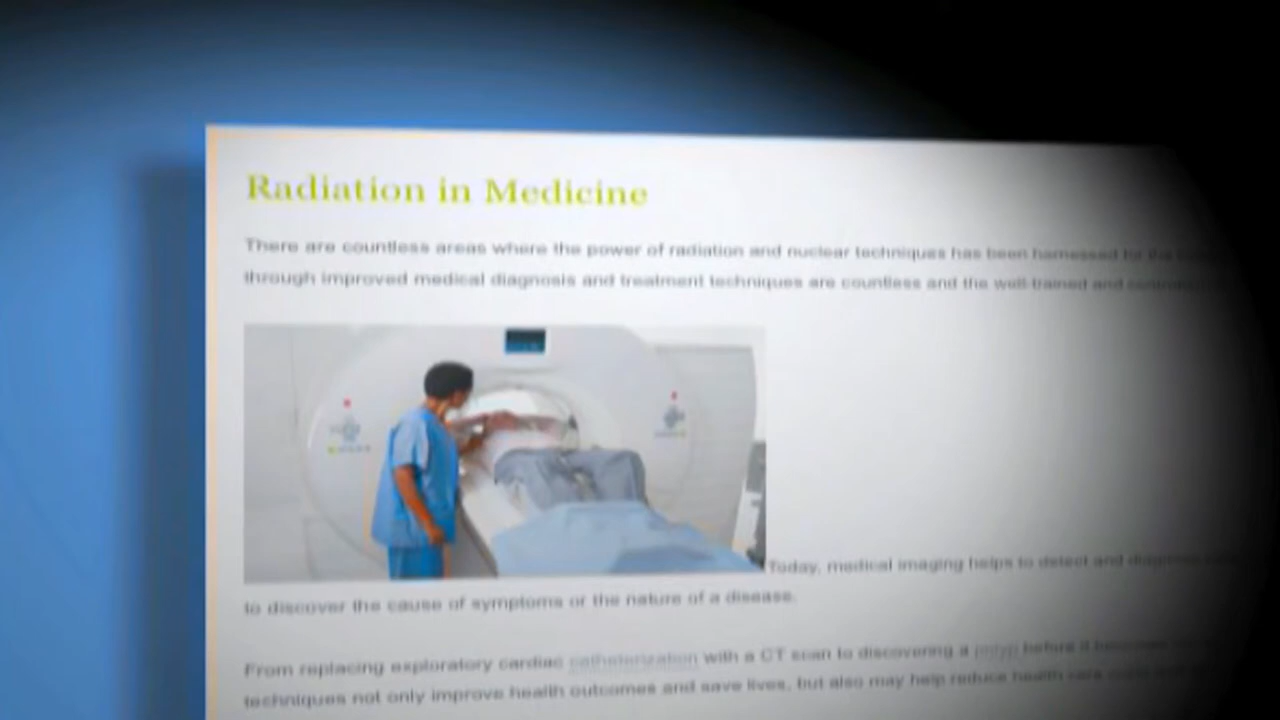 Radiation in Medicine
There are countless areas where the power of radiation and nuclear techniques has been harnessed for the
through improved medical diagnosis and treatment techniques are countless and the well-trained and
Today, medical imaging helps to detect and
to discover the cause of symptoms or the nature of a disease.
From replacing exploratory cardiac catheterization with a CT scan to discovering a polyp before it becomes
techniques not only improve health outcomes and save lives, but also may help reduce health care